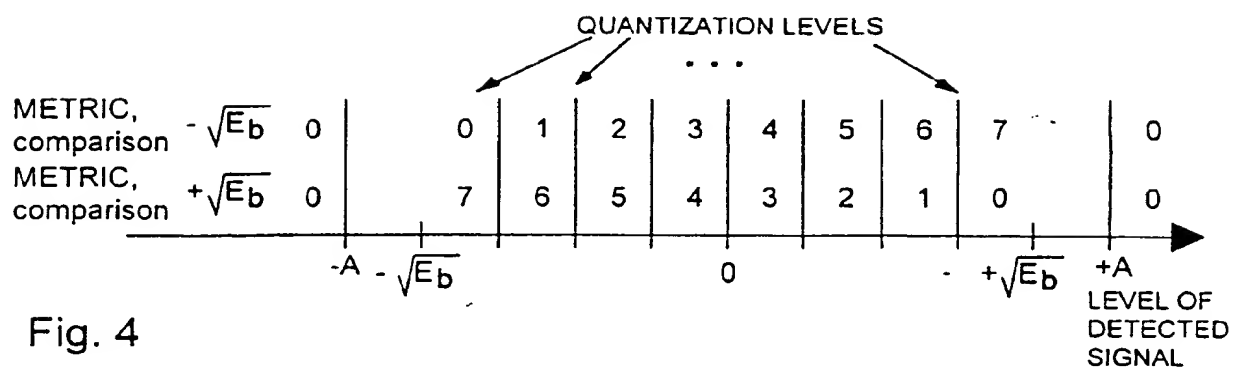 QUANTIZATION LEVELS
. . .
METRIC, comparison - √Eb 0 0 1 2 3 4 5 6 7 0
METRIC, comparison + √Eb 0 7 6 5 4 3 2 1 0 0
-A - √Eb 0 + √Eb +A
LEVEL OF
DETECTED
SIGNAL
Fig. 4